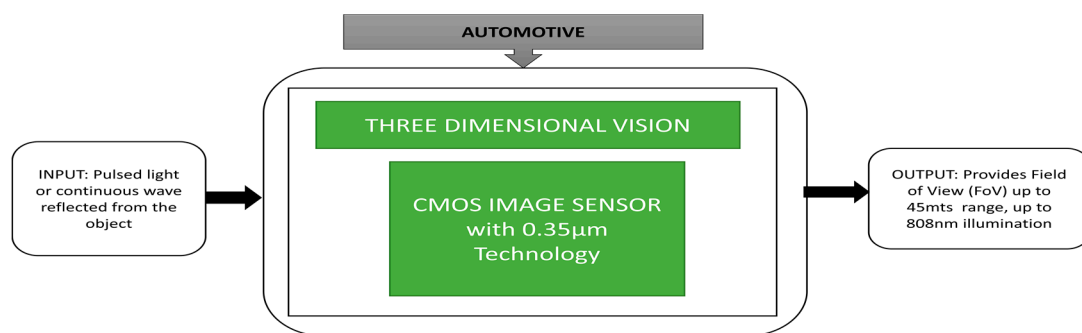 AUTOMOTIVE
THREE DIMENSIONAL VISION
INPUT: Pulsed light
or continuous wave
reflected from the
object
CMOS IMAGE SENSOR
with 0.35µm
Technology
OUTPUT: Provides Field
of View (FoV) up to
45mts range, up to
808nm illumination